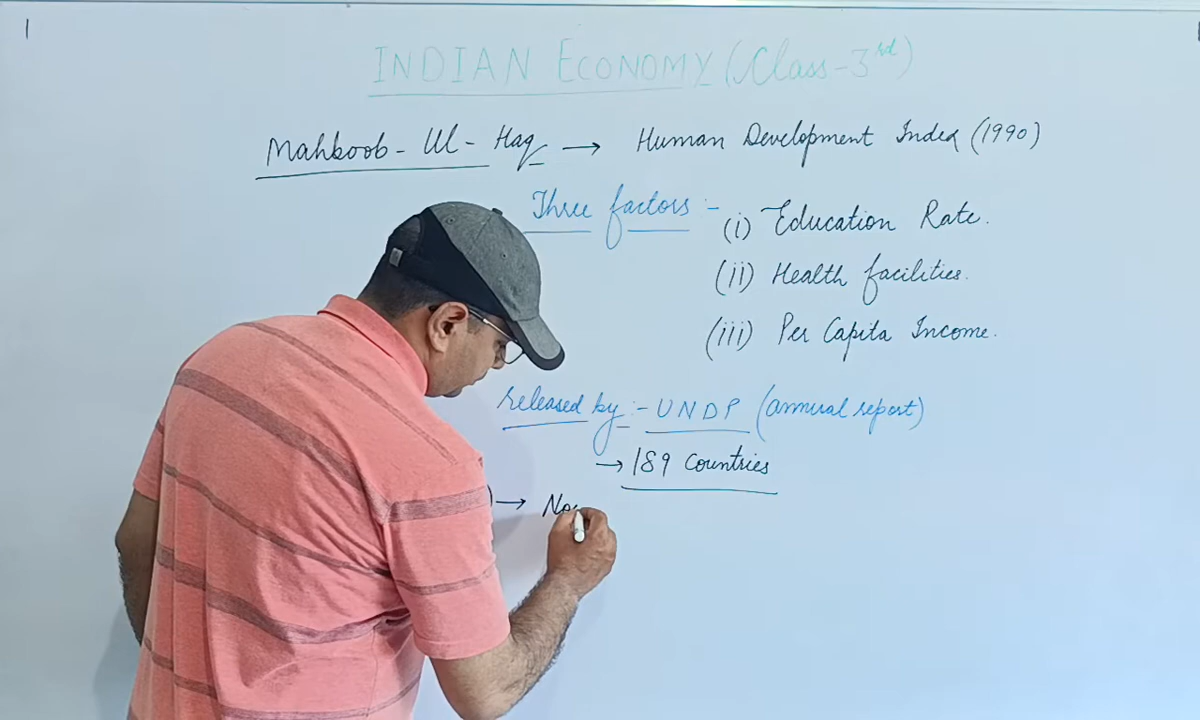 INDIAN ECONOMY (Class-3rd)
Mahboob-Ul-Haq → Human Development Index (1990)
Three factors :- (i) Education Rate.
(ii) Health facilities.
(iii) Per Capita Income.
released by :- UNDP (annual report)
→ 189 Countries
) → No